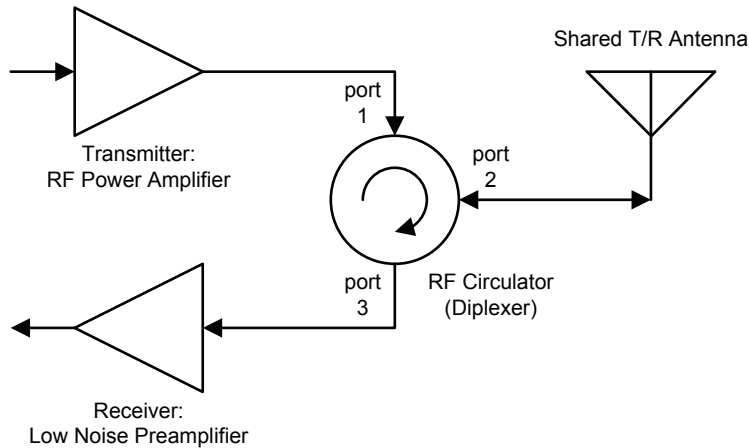 Shared T/R Antenna
port
1
Transmitter:
RF Power Amplifier
port
2
port
3
RF Circulator
(Diplexer)
Receiver:
Low Noise Preamplifier